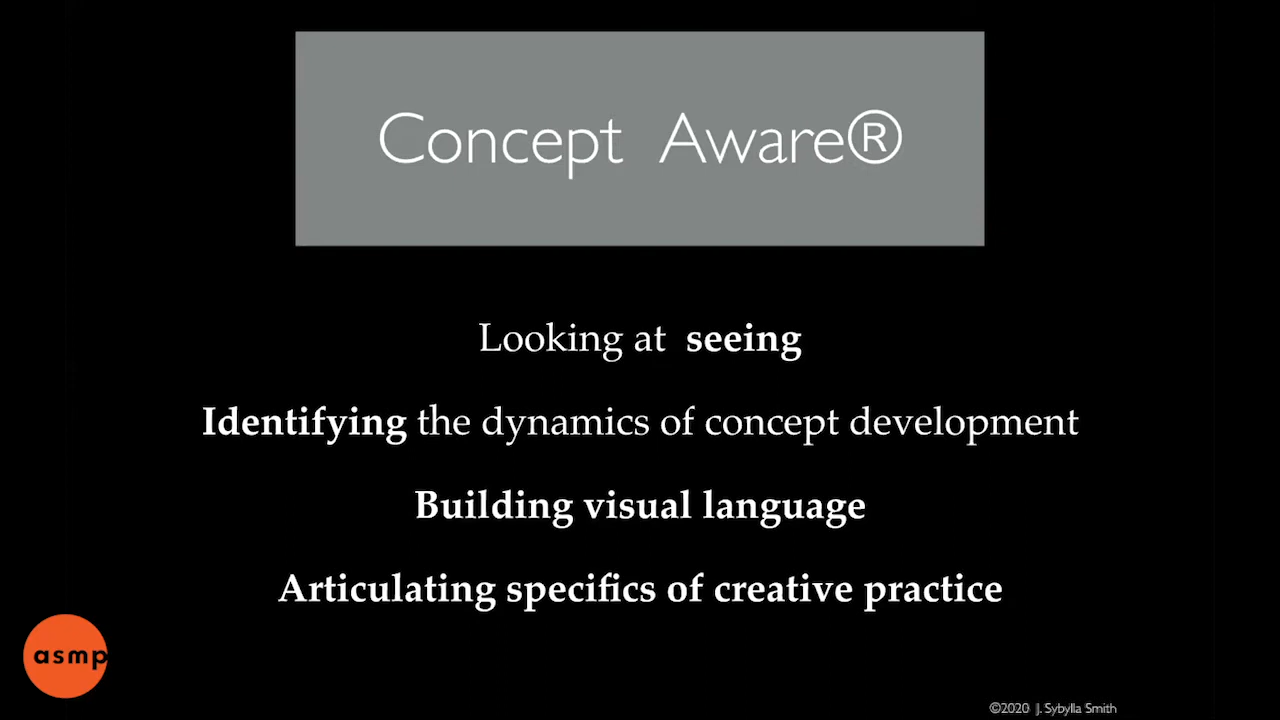 Concept Aware®
Looking at seeing
Identifying the dynamics of concept development
Building visual language
Articulating specifics of creative practice
asmp
©2020 J. Sybylla Smith